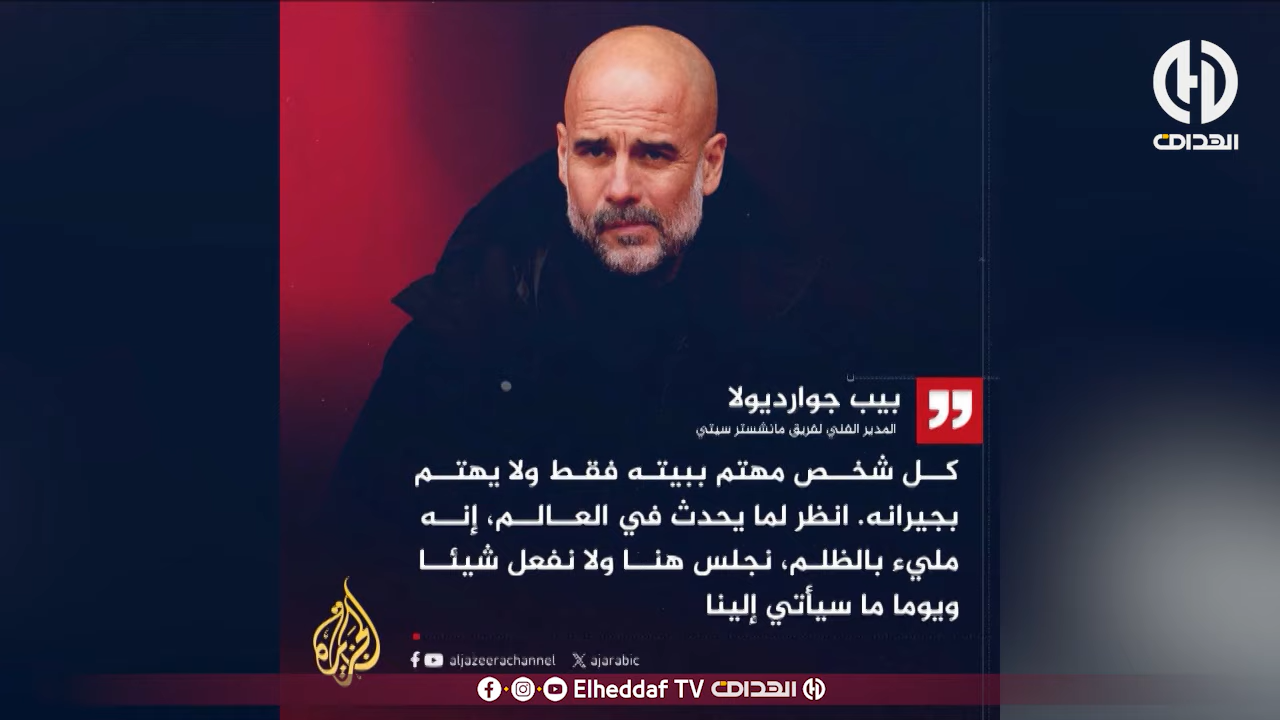 الهداف
بيب جوارديولا
المدير الفني لفريق مانشستر سيتي
كل شخص مهتم ببيته فقط ولا يهتم
بجيرانه. انظر لما يحدث في العالم، إنه
مليء بالظلم، نجلس هنا ولا نفعل شيئا
ويوما ما سيأتي إلينا
الجزيرة
aljazeerachannel ajarabic
Elheddaf TV الهداف